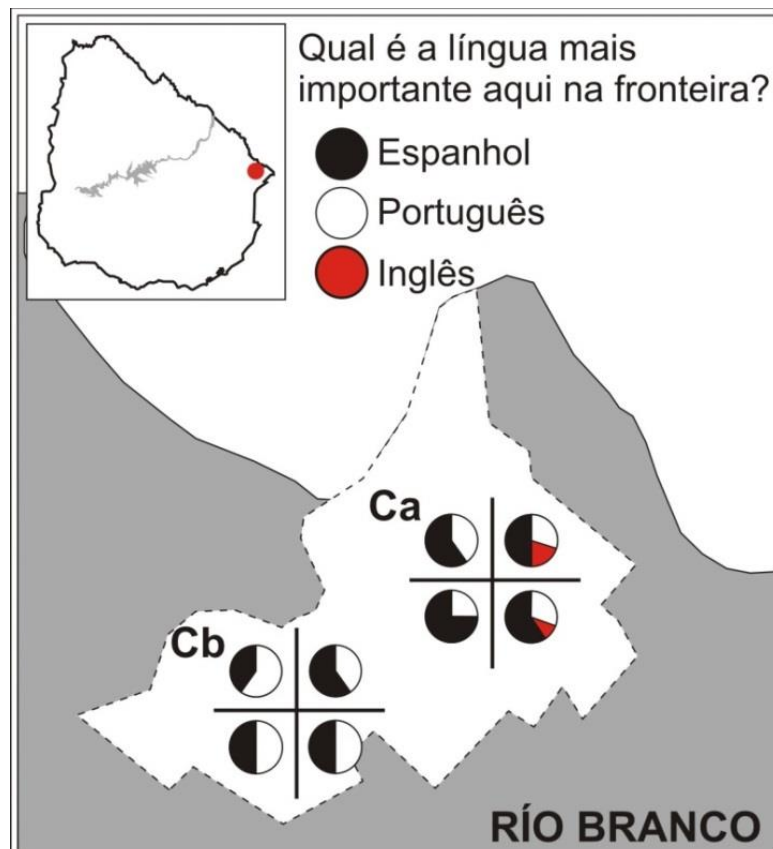 Qual é a língua mais
importante aqui na fronteira?
Espanhol
Português
Inglês
Ca
Cb
RÍO BRANCO